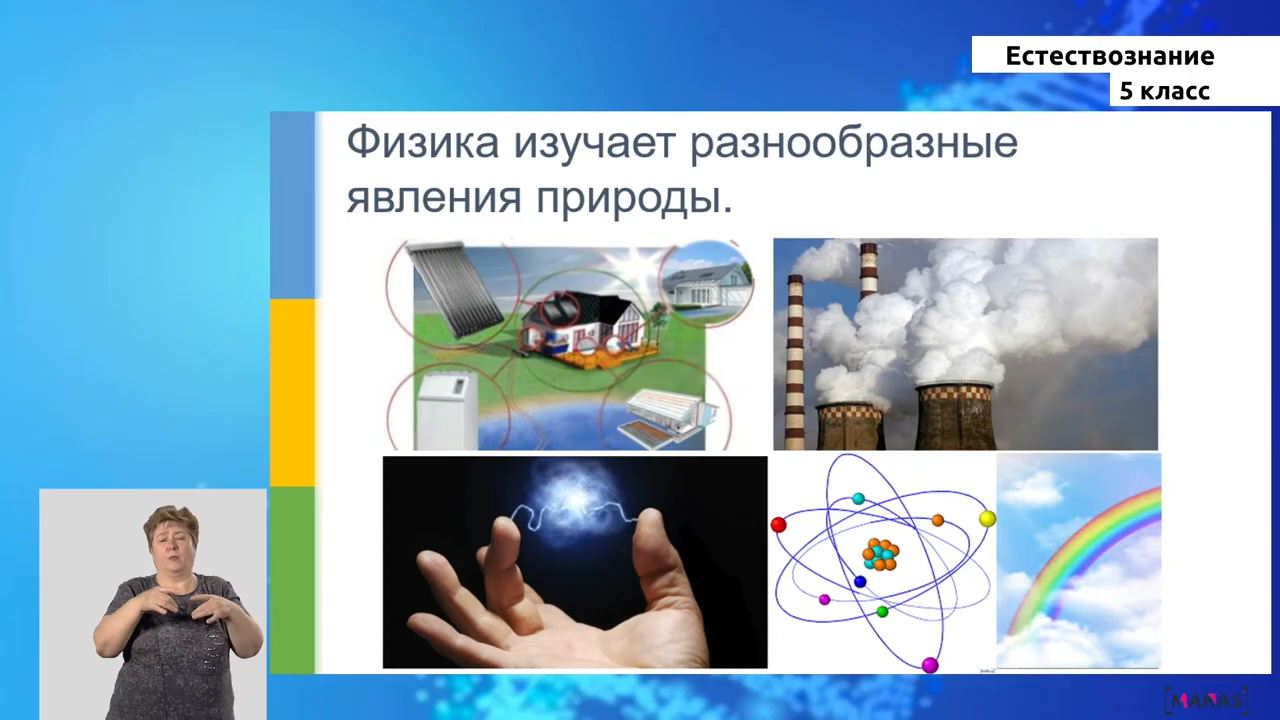 Естествознание
5 класс
Физика изучает разнообразные
явления природы.
[MANAS]